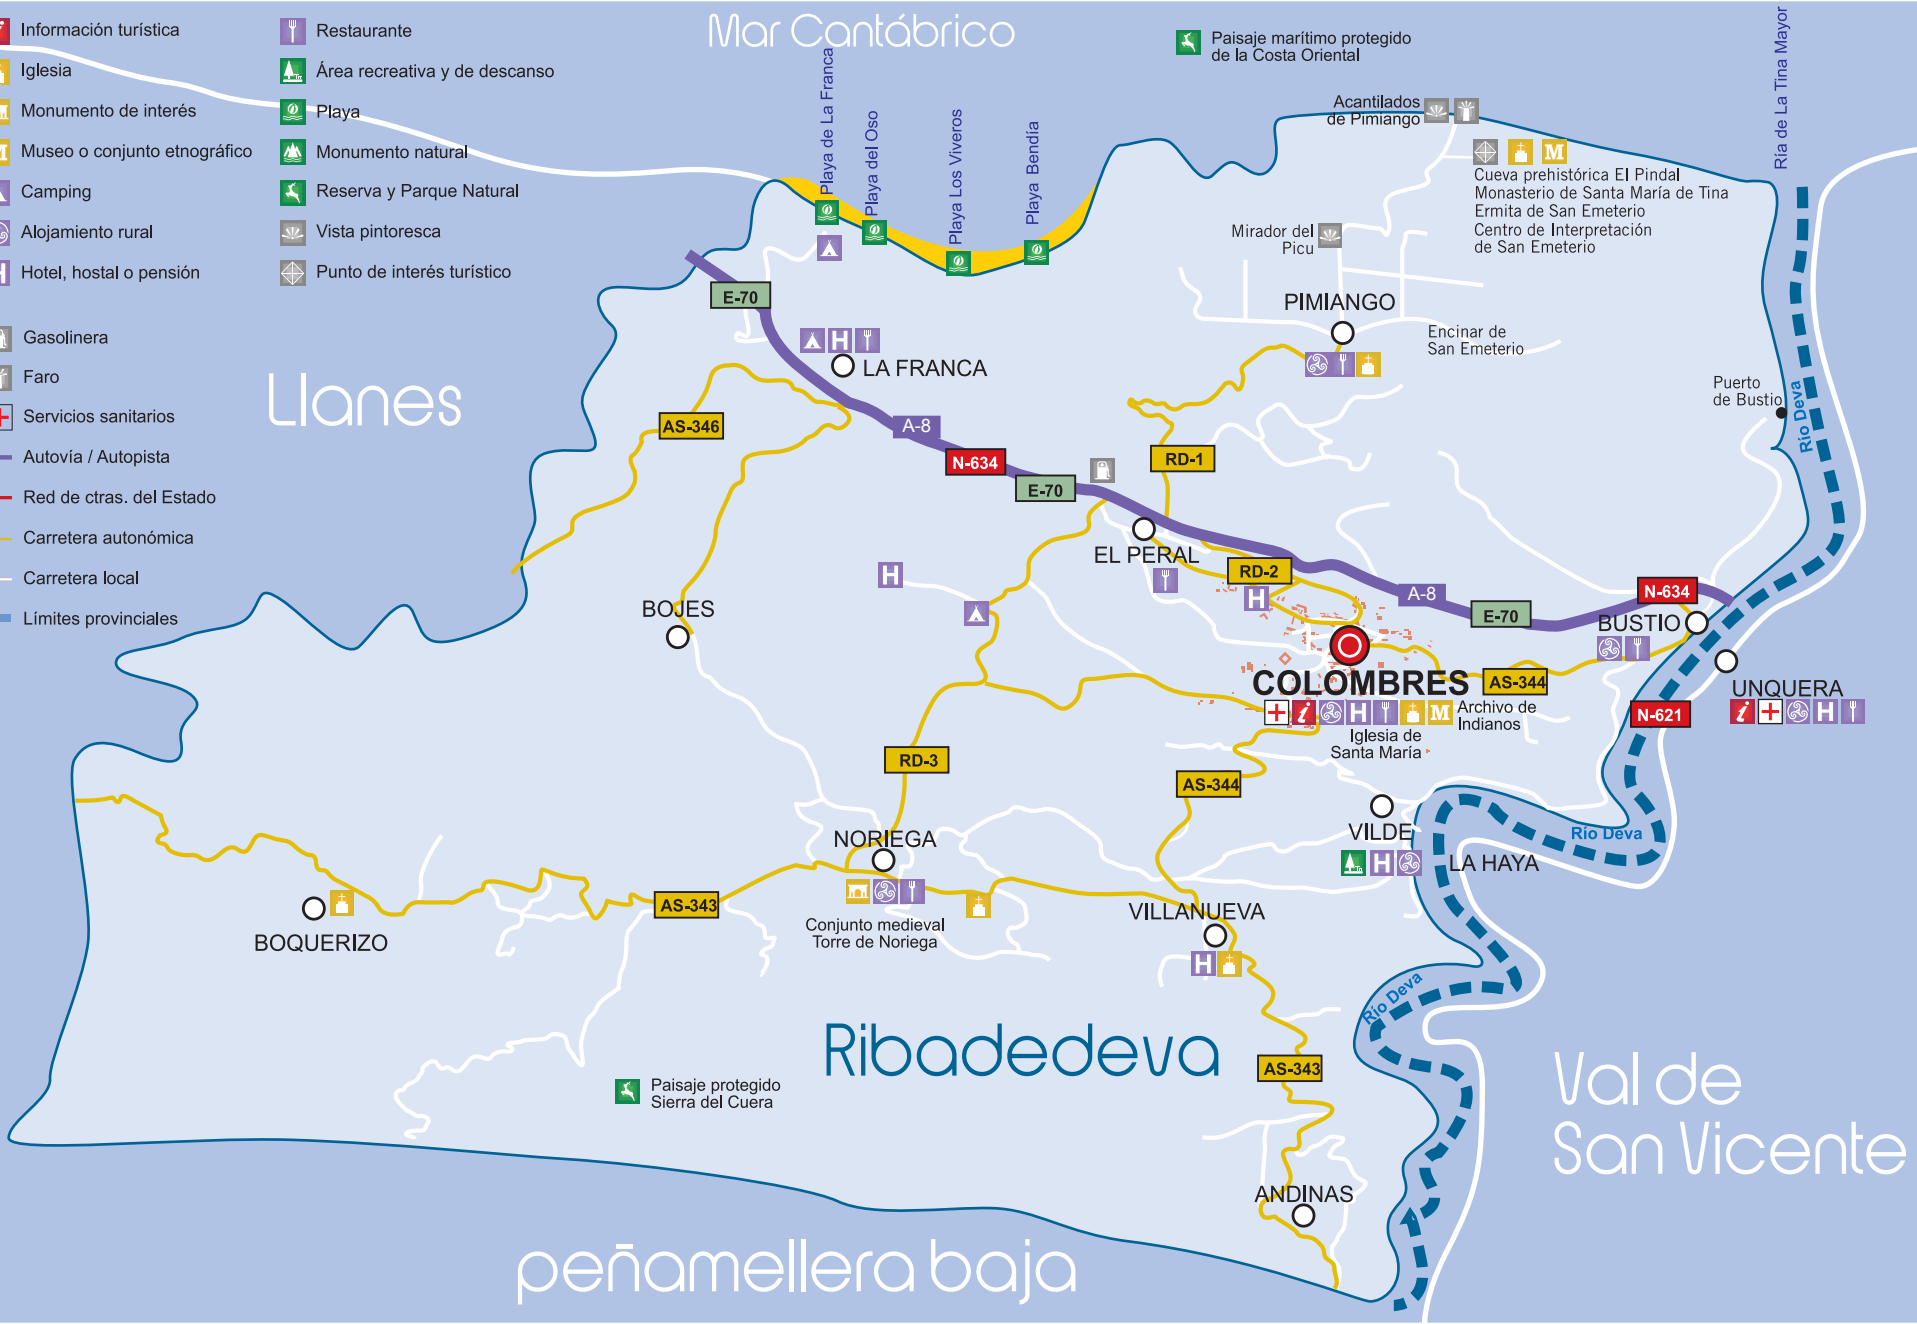 Información turística
Iglesia
Monumento de interés
M
Museo o conjunto etnográfico
Camping
Alojamiento rural
H
Hotel, hostal o pensión
Gasolinera
Faro
Servicios sanitarios
Autovía / Autopista
Red de ctras. del Estado
Carretera autonómica
Carretera local
Límites provinciales
Restaurante
Área recreativa y de descanso
Playa
Monumento natural
Reserva y Parque Natural
Vista pintoresca
Punto de interés turístico
Mar Cantábrico
Paisaje marítimo protegido
de la Costa Oriental
Ría de La Tina Mayor
Playa de La Franca
Playa del Oso
Playa Los Viveros
Playa Bendía
Acantilados
de Pimiango
M
Cueva prehistórica El Pindal
Monasterio de Santa María de Tina
Ermita de San Emeterio
Centro de Interpretación
de San Emeterio
Mirador del
Picu
PIMIANGO
Encinar de
San Emeterio
Puerto
de Bustio
Río Deva
E-70
H
LA FRANCA
Llanes
AS-346
A-8
N-634
E-70
RD-1
EL PERAL
RD-2
H
H
A-8
E-70
N-634
BUSTIO
BOJES
COLOMBRES
AS-344
i
H
M
Archivo de
Indianos
Iglesia de
Santa María
UNQUERA
i
H
N-621
RD-3
AS-344
NORIEGA
VILDE
H
LA HAYA
Río Deva
AS-343
Conjunto medieval
Torre de Noriega
BOQUERIZO
VILLANUEVA
H
Río Deva
Ribadedeva
AS-343
Paisaje protegido
Sierra del Cuera
Val de
San Vicente
ANDINAS
peñamellera baja